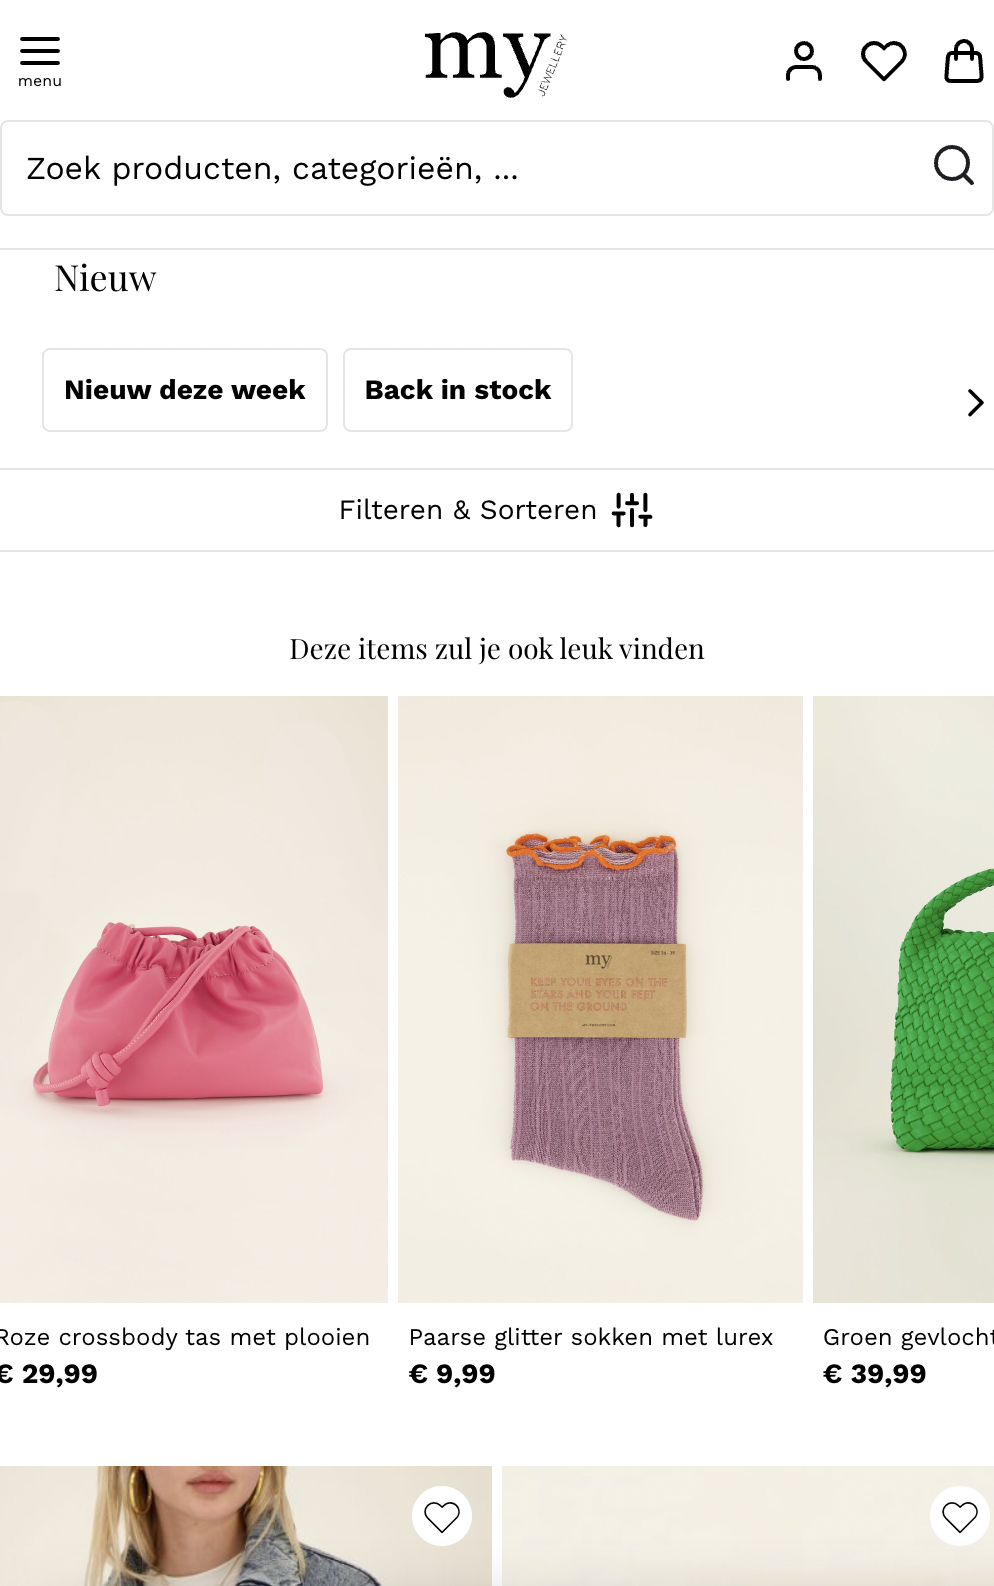 menu
my
JEWELLERY
Zoek producten, categorieën, ...
Nieuw
Nieuw deze week
Back in stock
Filteren & Sorteren
Deze items zul je ook leuk vinden
my
KEEP YOUR EYES ON THE
STARS AND YOUR FEET
ON THE GROUND
Roze crossbody tas met plooien
€ 29,99
Paarse glitter sokken met lurex
€ 9,99
Groen gevlocht
€ 39,99